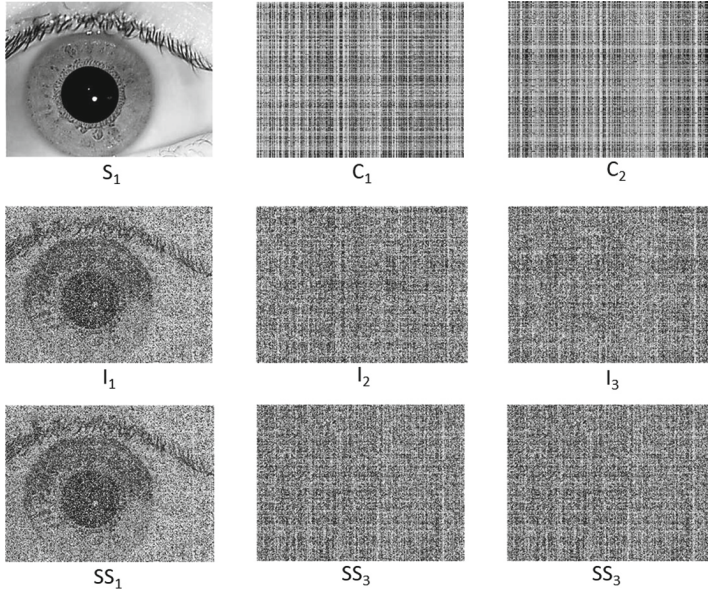 S₁ C₁ C₂
I₁ I₂ I₃
SS₁ SS₃ SS₃